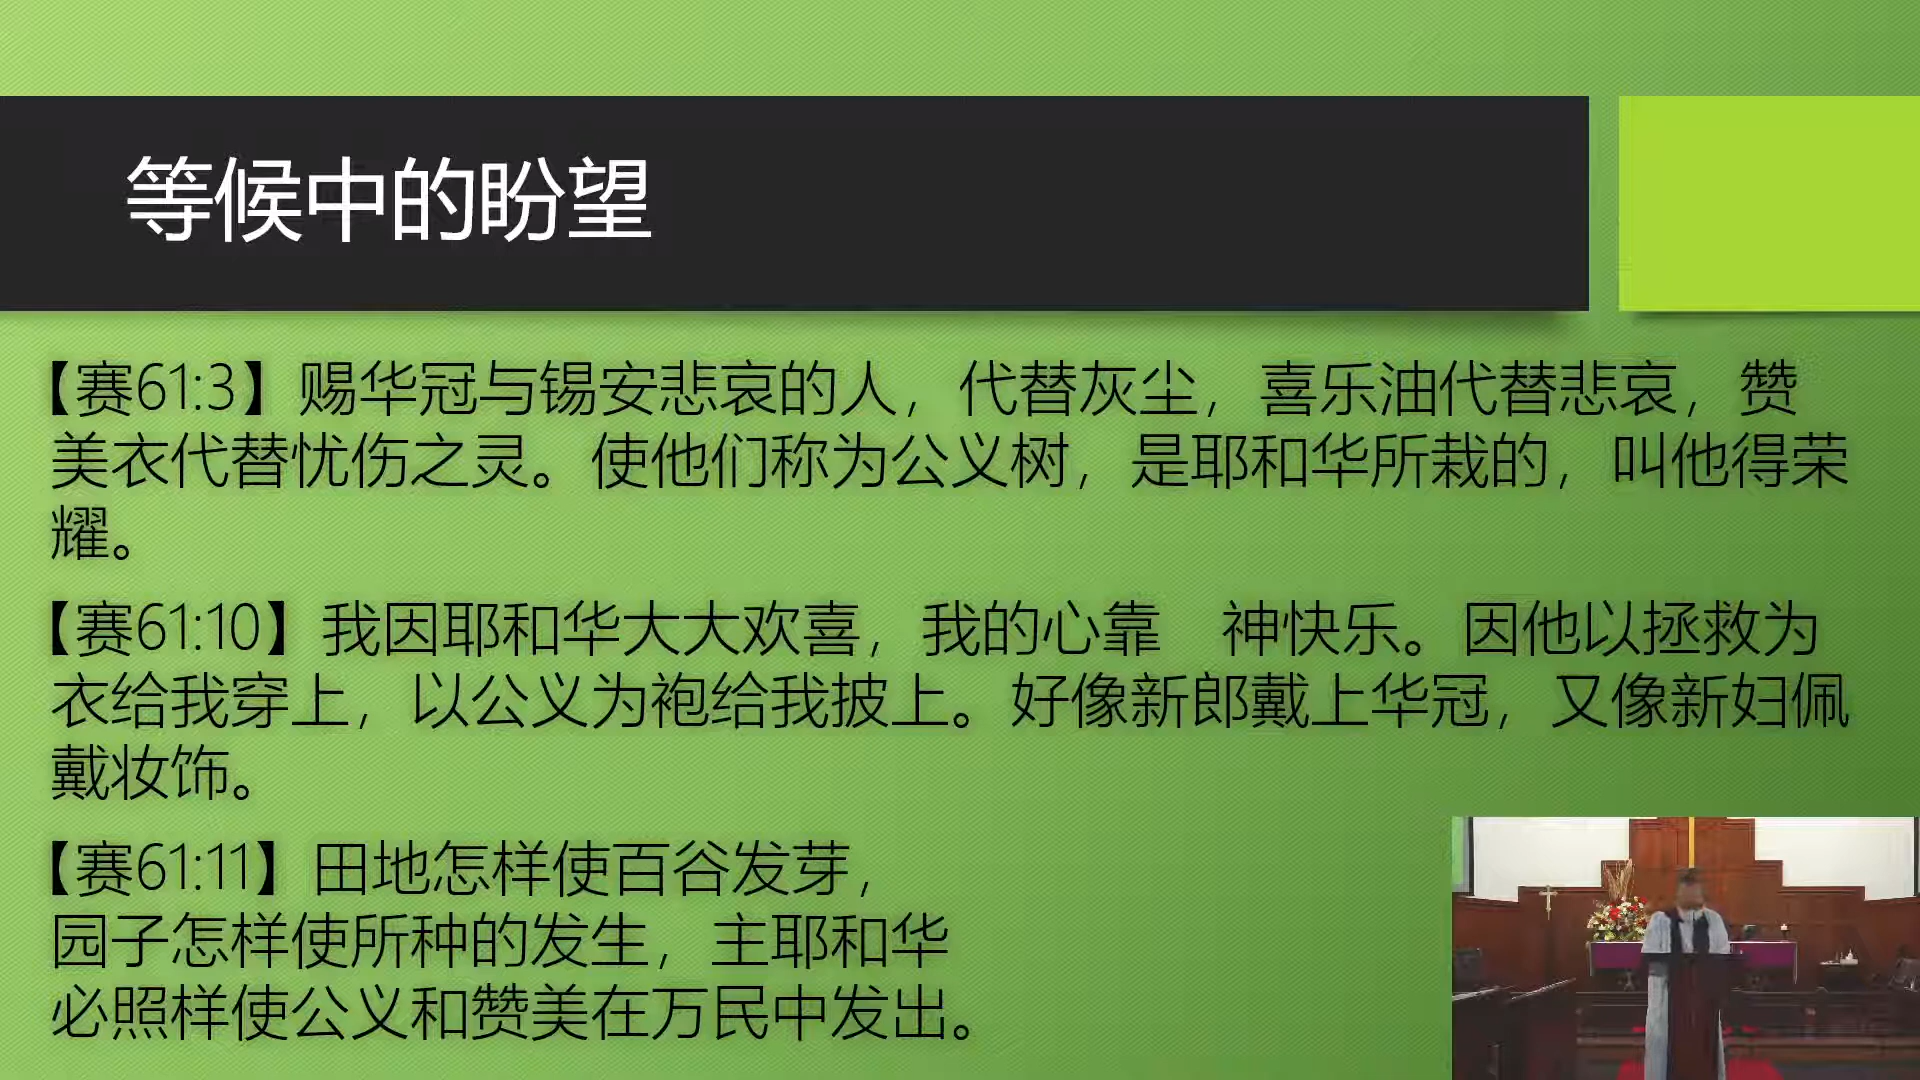 等候中的盼望
【赛61:3】赐华冠与锡安悲哀的人，代替灰尘，喜乐油代替悲哀，赞
美衣代替忧伤之灵。使他们称为公义树，是耶和华所栽的，叫他得荣
耀。
【赛61:10】我因耶和华大大欢喜，我的心靠　神快乐。因他以拯救为
衣给我穿上，以公义为袍给我披上。好像新郎戴上华冠，又像新妇佩
戴妆饰。
【赛61:11】田地怎样使百谷发芽，
园子怎样使所种的发生，主耶和华
必照样使公义和赞美在万民中发出。